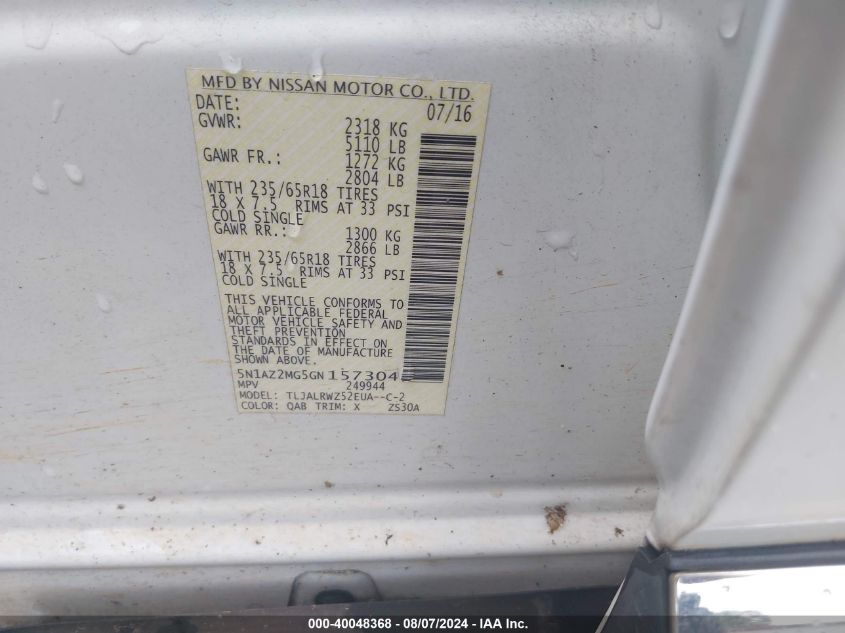 MFD BY NISSAN MOTOR CO., LTD.
DATE: 07/16
GVWR: 2318 KG
5110 LB
GAWR FR.: 1272 KG
2804 LB
WITH 235/65R18 TIRES
18 X 7.5 RIMS AT 33 PSI
COLD SINGLE
GAWR RR.: 1300 KG
2866 LB
WITH 235/65R18 TIRES
18 X 7.5 RIMS AT 33 PSI
COLD SINGLE
THIS VEHICLE CONFORMS TO
ALL APPLICABLE FEDERAL
MOTOR VEHICLE SAFETY AND
THEFT PREVENTION
STANDARDS IN EFFECT ON
THE DATE OF MANUFACTURE
SHOWN ABOVE.
5N1AZ2MG5GN157304
MPV 249944
MODEL: TLJALRWZ52EUA--C-2
COLOR: QAB TRIM: X ZS30A
000-40048368 - 08/07/2024 - IAA Inc.